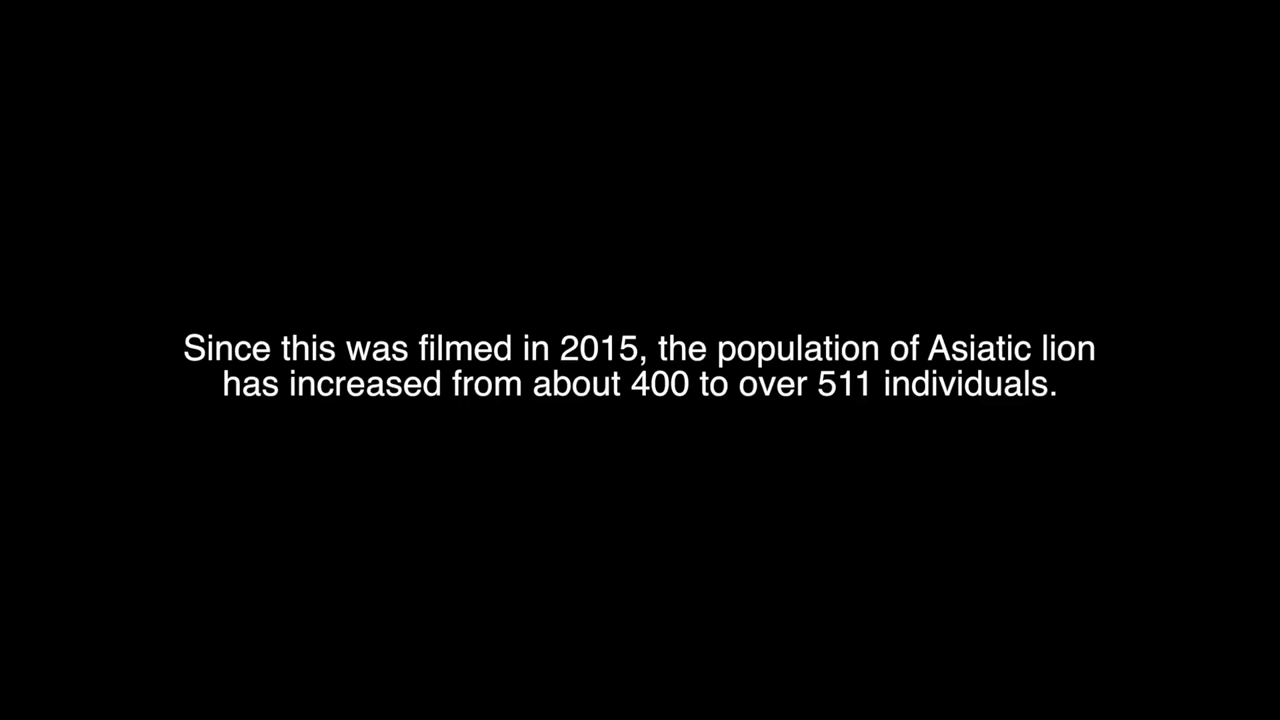 Since this was filmed in 2015, the population of Asiatic lion
has increased from about 400 to over 511 individuals.